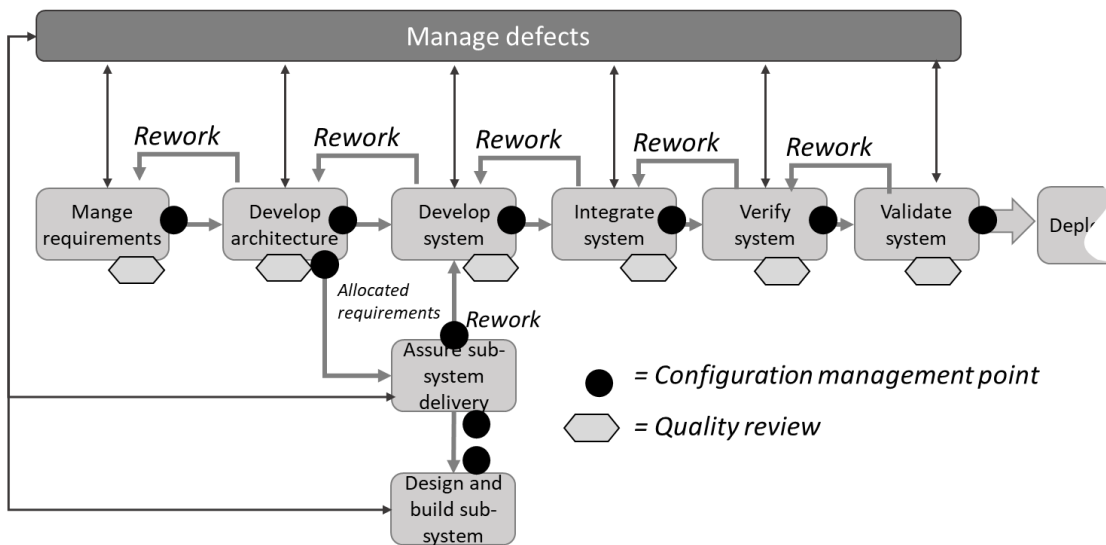 Manage defects
Rework
Rework
Rework
Rework
Rework
Mange
requirements
Develop
architecture
Develop
system
Integrate
system
Verify
system
Validate
system
Allocated
requirements
Rework
Assure sub-
system
delivery
= Configuration management point
= Quality review
Design and
build sub-
system